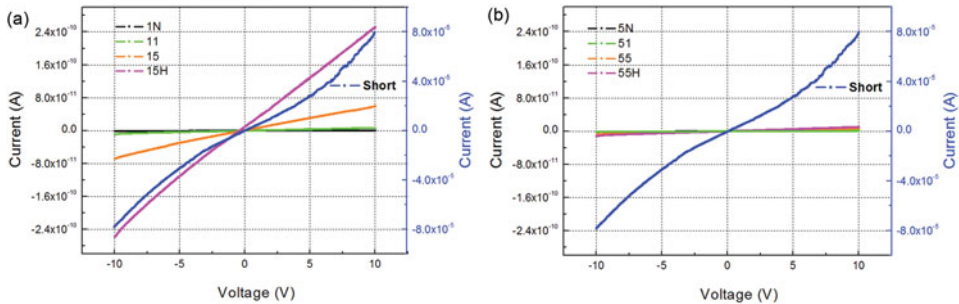 (a)
1N
11
15
15H
Short
2.4x10⁻¹⁰
1.6x10⁻¹⁰
8.0x10⁻¹¹
0.0
-8.0x10⁻¹¹
-1.6x10⁻¹⁰
-2.4x10⁻¹⁰
Current (A)
8.0x10⁻⁵
4.0x10⁻⁵
0.0
-4.0x10⁻⁵
-8.0x10⁻⁵
Current (A)
-10 -5 0 5 10
Voltage (V)
(b)
5N
51
55
55H
Short
2.4x10⁻¹⁰
1.6x10⁻¹⁰
8.0x10⁻¹¹
0.0
-8.0x10⁻¹¹
-1.6x10⁻¹⁰
-2.4x10⁻¹⁰
Current (A)
8.0x10⁻⁵
4.0x10⁻⁵
0.0
-4.0x10⁻⁵
-8.0x10⁻⁵
Current (A)
-10 -5 0 5 10
Voltage (V)